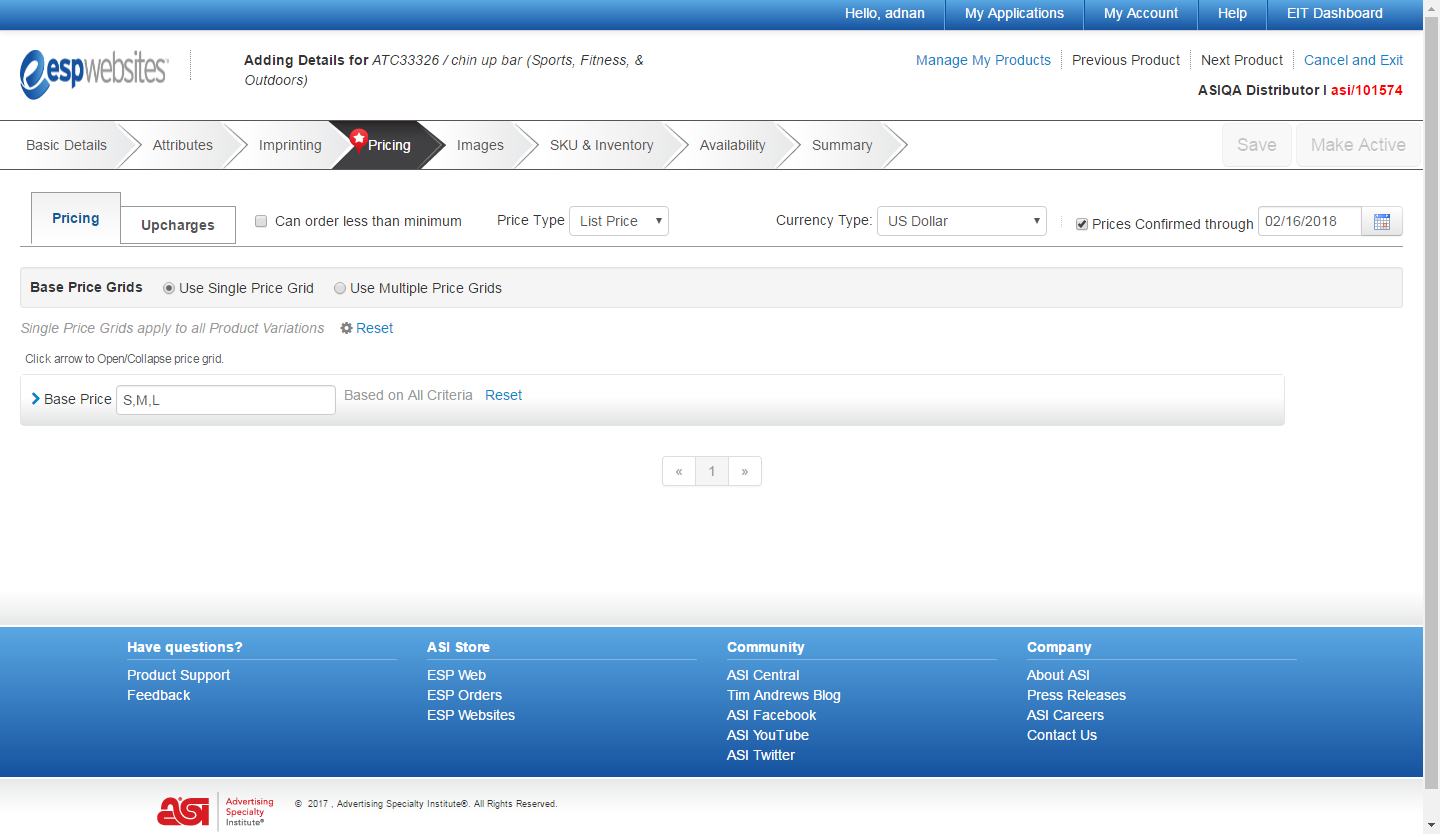 Hello, adnan My Applications My Account Help EIT Dashboard
espwebsites
Adding Details for ATC33326 / chin up bar (Sports, Fitness, &
Outdoors)
Manage My Products Previous Product Next Product Cancel and Exit
ASIQA Distributor I asi/101574
Basic Details Attributes Imprinting Pricing Images SKU & Inventory Availability Summary Save Make Active
Pricing Upcharges Can order less than minimum Price Type List Price Currency Type: US Dollar Prices Confirmed through 02/16/2018
Base Price Grids Use Single Price Grid Use Multiple Price Grids
Single Price Grids apply to all Product Variations Reset
Click arrow to Open/Collapse price grid.
Base Price S,M,L Based on All Criteria Reset
« 1 »
Have questions?
Product Support
Feedback
ASI Store
ESP Web
ESP Orders
ESP Websites
Community
ASI Central
Tim Andrews Blog
ASI Facebook
ASI YouTube
ASI Twitter
Company
About ASI
Press Releases
ASI Careers
Contact Us
ASI
Advertising
Specialty
Institute®
© 2017 , Advertising Specialty Institute®. All Rights Reserved.